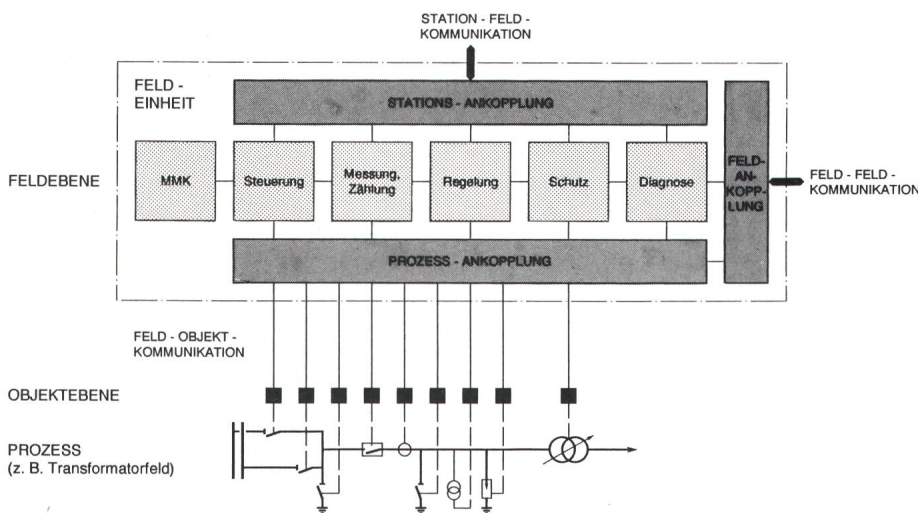 STATION - FELD -
KOMMUNIKATION
FELD -
EINHEIT
STATIONS - ANKOPPLUNG
FELDEBENE
MMK
Steuerung
Messung,
Zählung
Regelung
Schutz
Diagnose
FELD-
AN-
KOPP-
LUNG
FELD - FELD -
KOMMUNIKATION
PROZESS - ANKOPPLUNG
FELD - OBJEKT -
KOMMUNIKATION
OBJEKTEBENE
PROZESS
(z. B. Transformatorfeld)